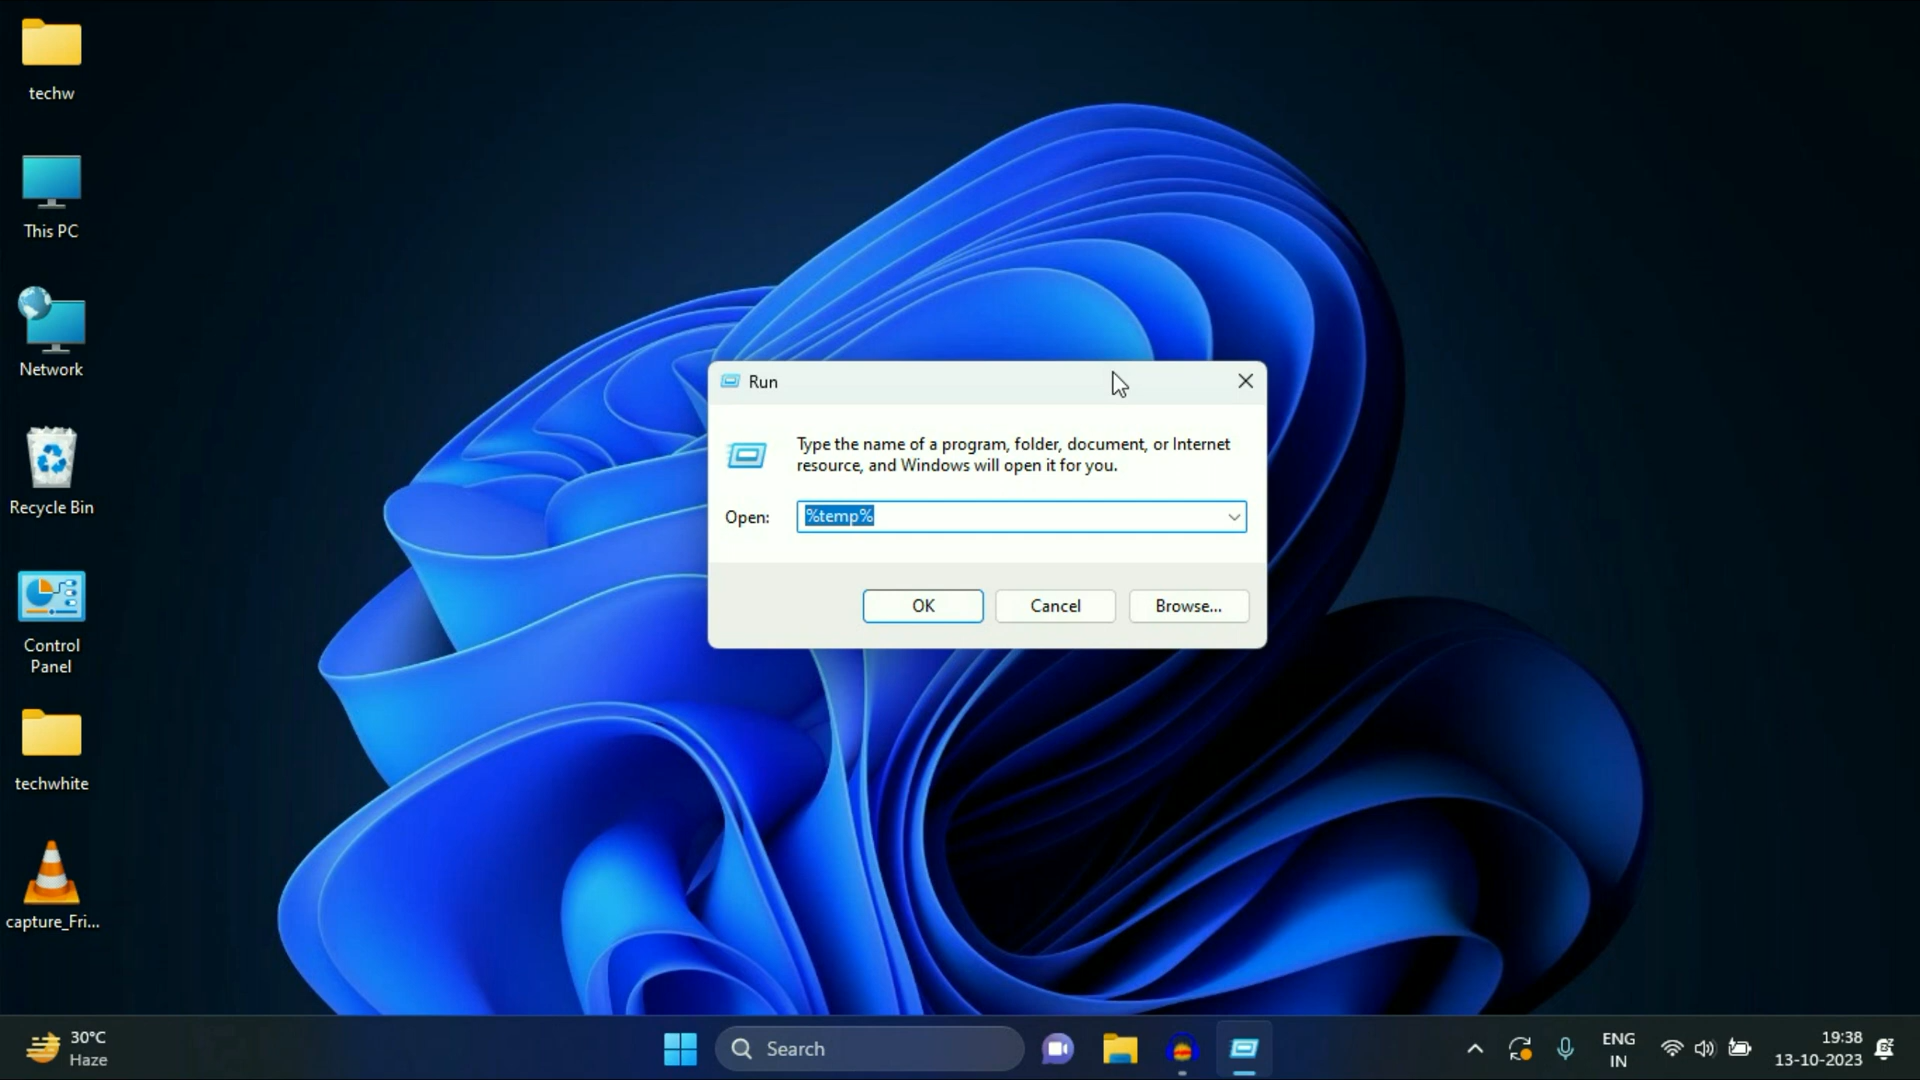 techw
This PC
Network
Recycle Bin
Control
Panel
techwhite
capture_Fri...
Run
Type the name of a program, folder, document, or Internet
resource, and Windows will open it for you.
Open:
%temp%
OK
Cancel
Browse...
30°C
Haze
Search
ENG
IN
19:38
13-10-2023